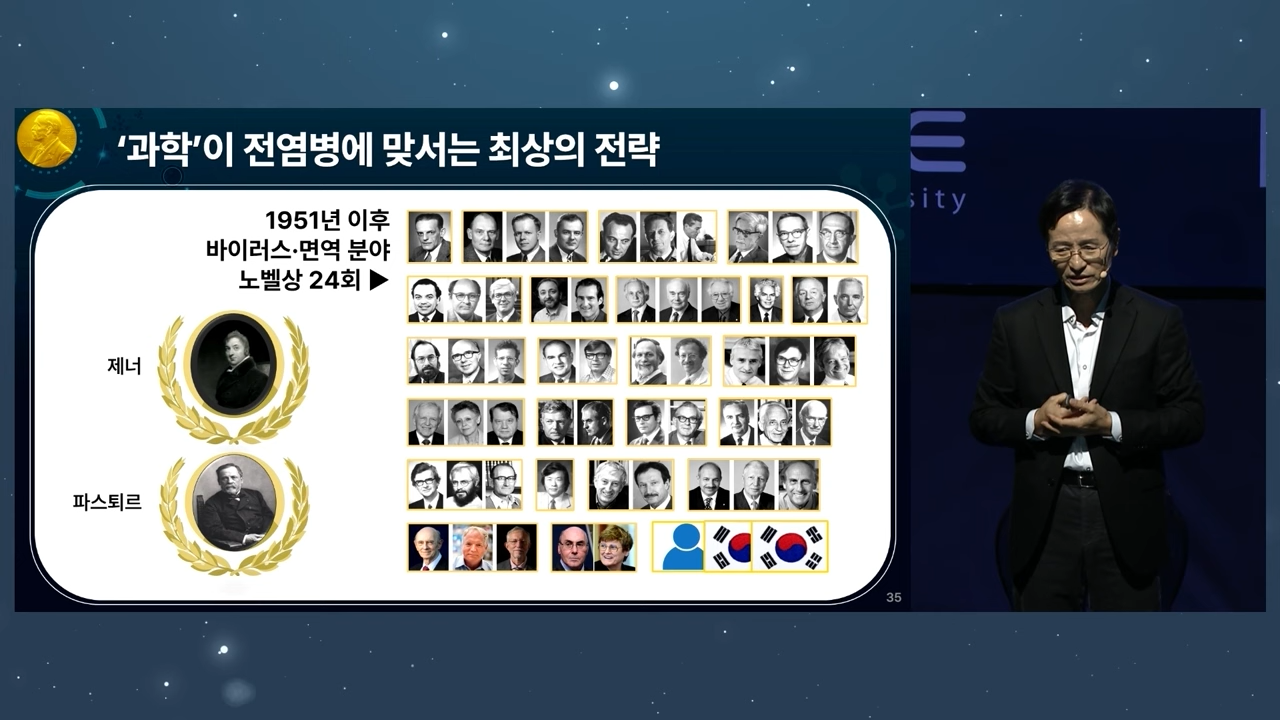 ‘과학’이 전염병에 맞서는 최상의 전략
1951년 이후
바이러스·면역 분야
노벨상 24회 ▶
제너
파스퇴르
35
E
sity